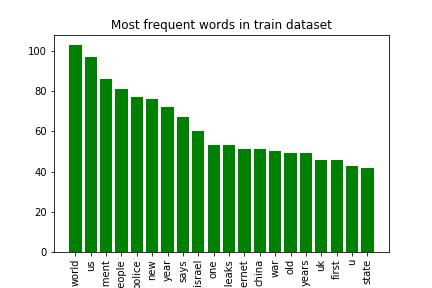 Most frequent words in train dataset
100
80
60
40
20
0
world
us
ment
eople
olice
new
year
says
israel
one
leaks
ernet
china
war
old
years
uk
first
u
state